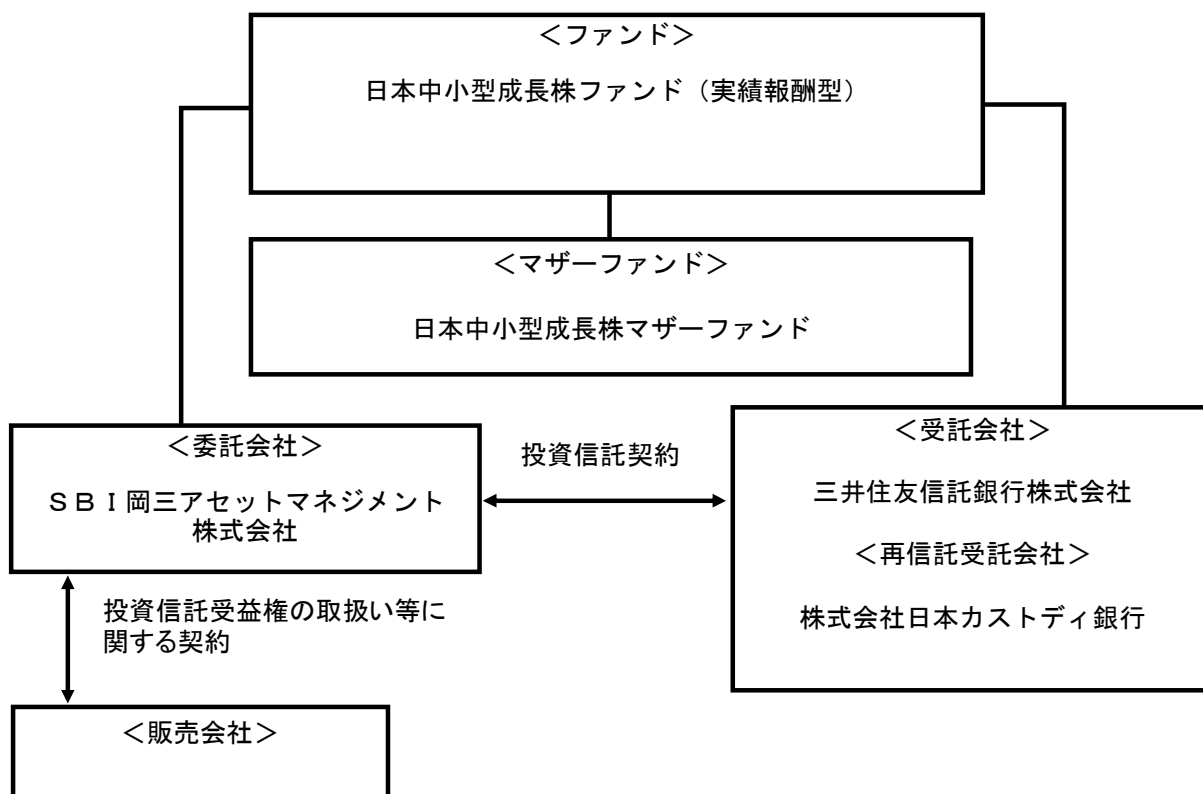 ＜ファンド＞
日本中小型成長株ファンド（実績報酬型）
＜マザーファンド＞
日本中小型成長株マザーファンド
＜委託会社＞
ＳＢＩ岡三アセットマネジメント
株式会社
投資信託契約
＜受託会社＞
三井住友信託銀行株式会社
＜再信託受託会社＞
株式会社日本カストディ銀行
投資信託受益権の取扱い等に
関する契約
＜販売会社＞